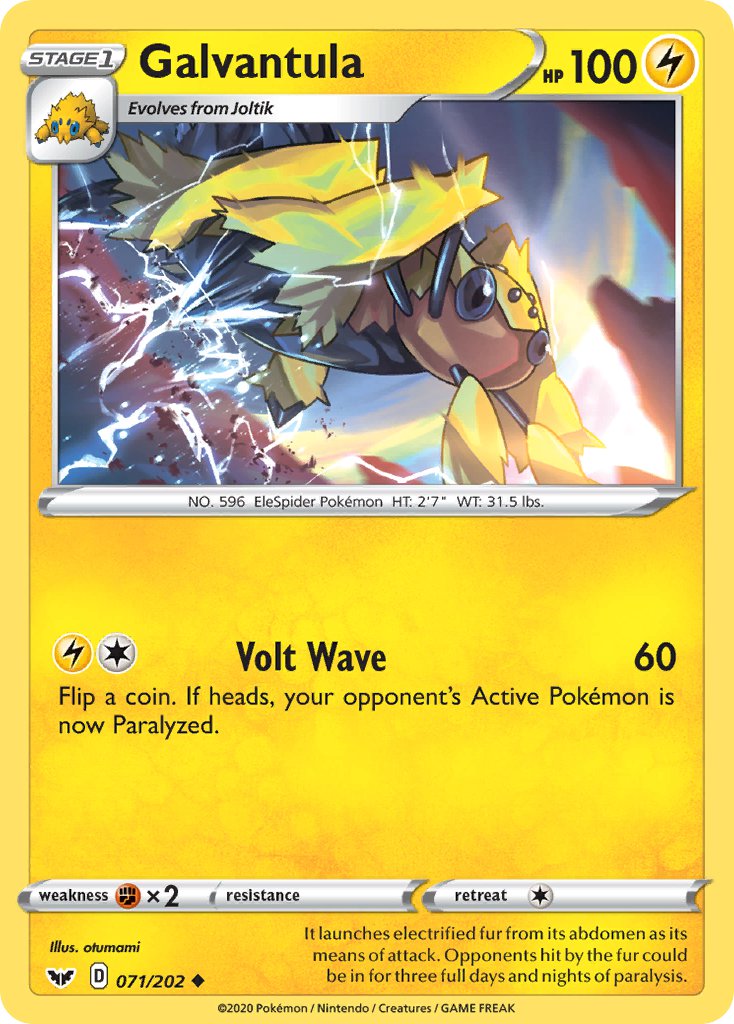 STAGE 1
Galvantula
HP 100
Evolves from Joltik
NO. 596 EleSpider Pokémon HT: 2'7" WT: 31.5 lbs.
Volt Wave 60
Flip a coin. If heads, your opponent's Active Pokémon is
now Paralyzed.
weakness ×2 resistance retreat
Illus. otumami
It launches electrified fur from its abdomen as its
means of attack. Opponents hit by the fur could
be in for three full days and nights of paralysis.
D 071/202
©2020 Pokémon / Nintendo / Creatures / GAME FREAK